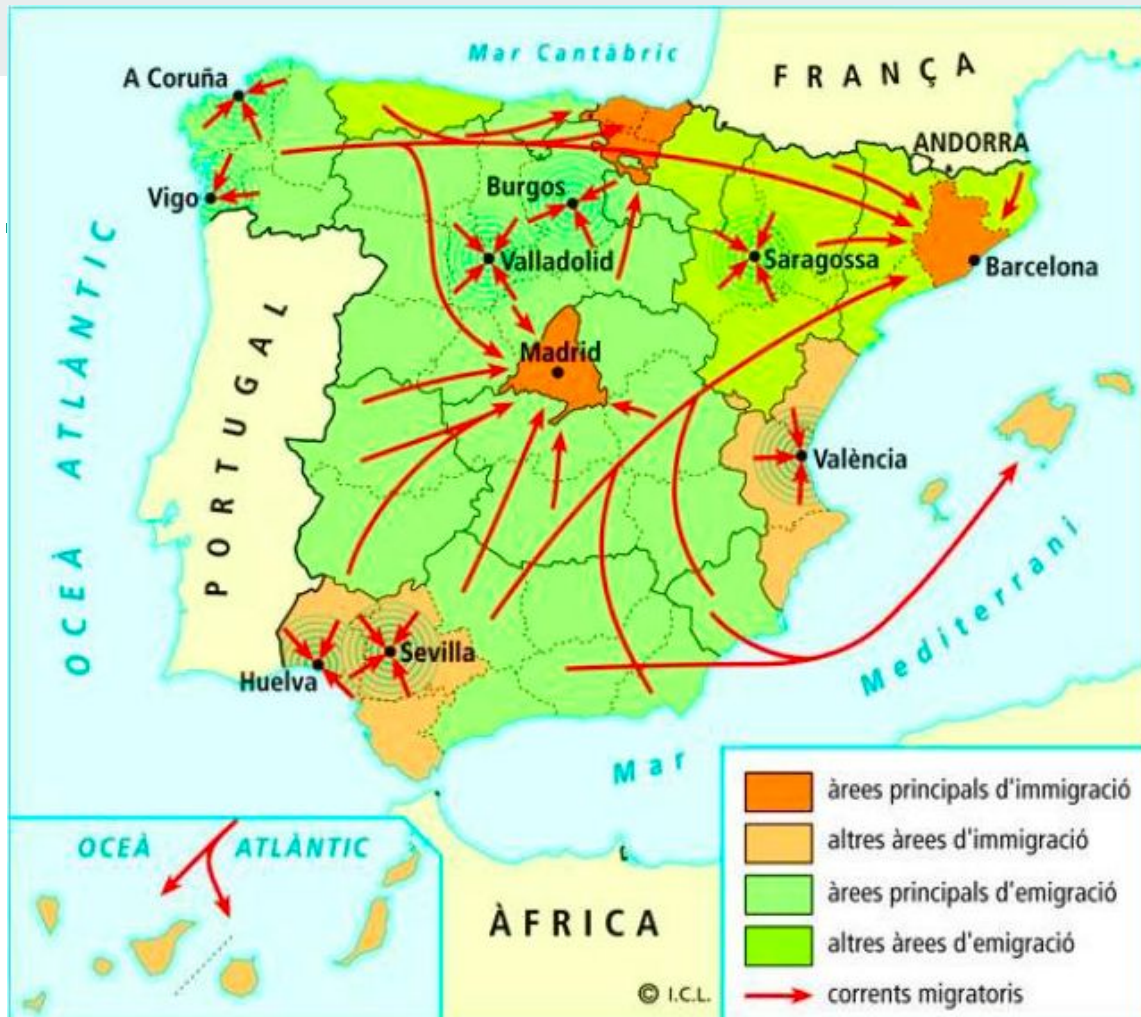 Mar Cantàbric
FRANÇA
A Coruña
ANDORRA
Vigo
Burgos
Valladolid
Saragossa
Barcelona
OCEÀ ATLÀNTIC
PORTUGAL
Madrid
València
Sevilla
Huelva
Mar Mediterrani
OCEÀ ATLÀNTIC
ÀFRICA
© I.C.L.
àrees principals d'immigració
altres àrees d'immigració
àrees principals d'emigració
altres àrees d'emigració
corrents migratoris